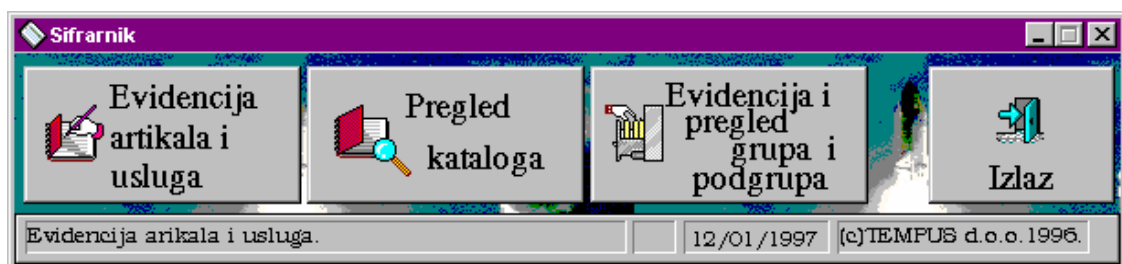 Sifrarnik
Evidencija
artikala i
usluga
Pregled
kataloga
Evidencija i
pregled
grupa i
podgrupa
Izlaz
Evidencija arikala i usluga.
12/01/1997
(c)TEMPUS d.o.o.1996.